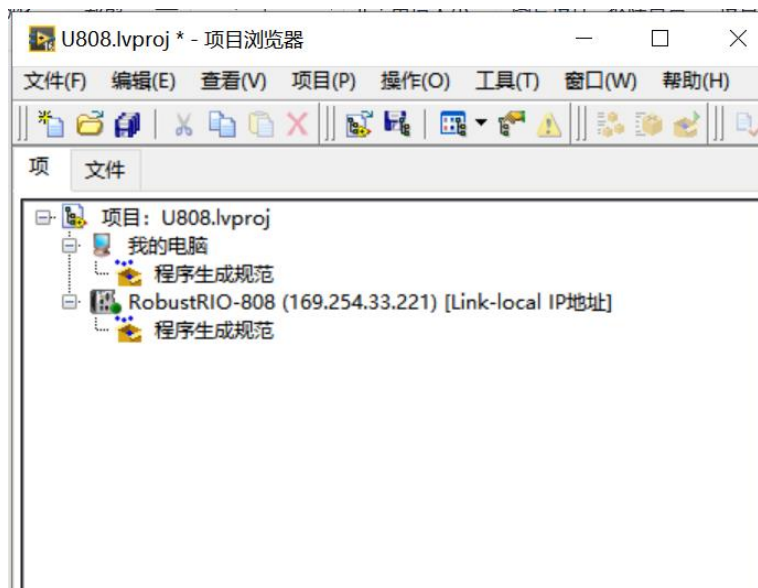 U808.lvproj * - 项目浏览器
文件(F) 编辑(E) 查看(V) 项目(P) 操作(O) 工具(T) 窗口(W) 帮助(H)
项 文件
项目：U808.lvproj
我的电脑
程序生成规范
RobustRIO-808 (169.254.33.221) [Link-local IP地址]
程序生成规范